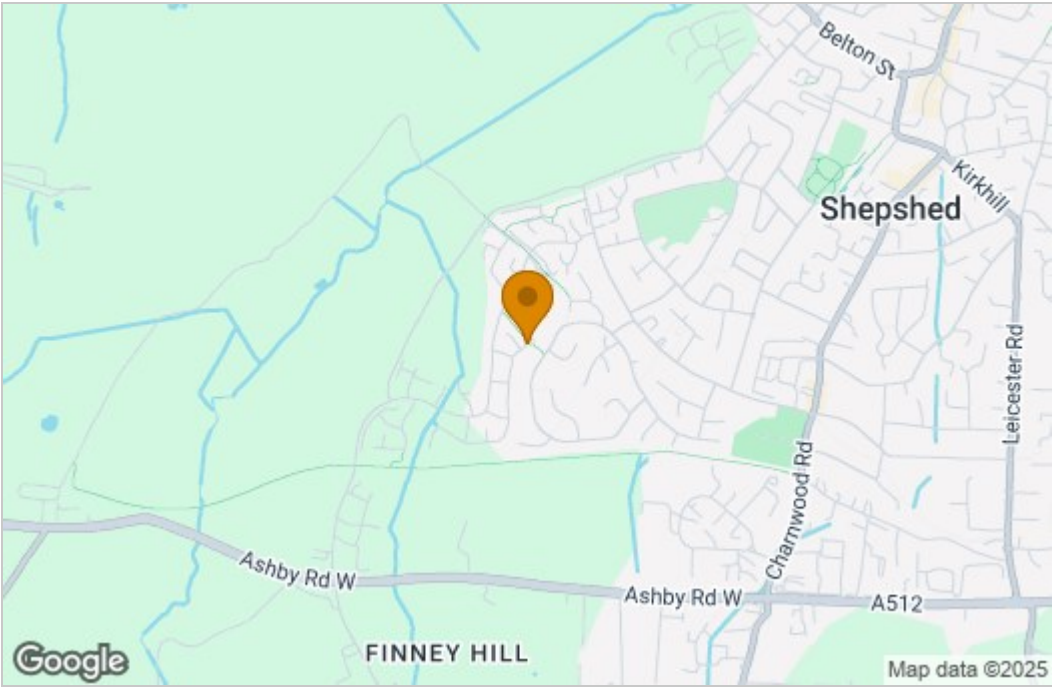 Belton St
Kirkhill
Shepshed
Leicester Rd
Charnwood Rd
Ashby Rd W
Ashby Rd W
A512
FINNEY HILL
Google
Map data ©2025